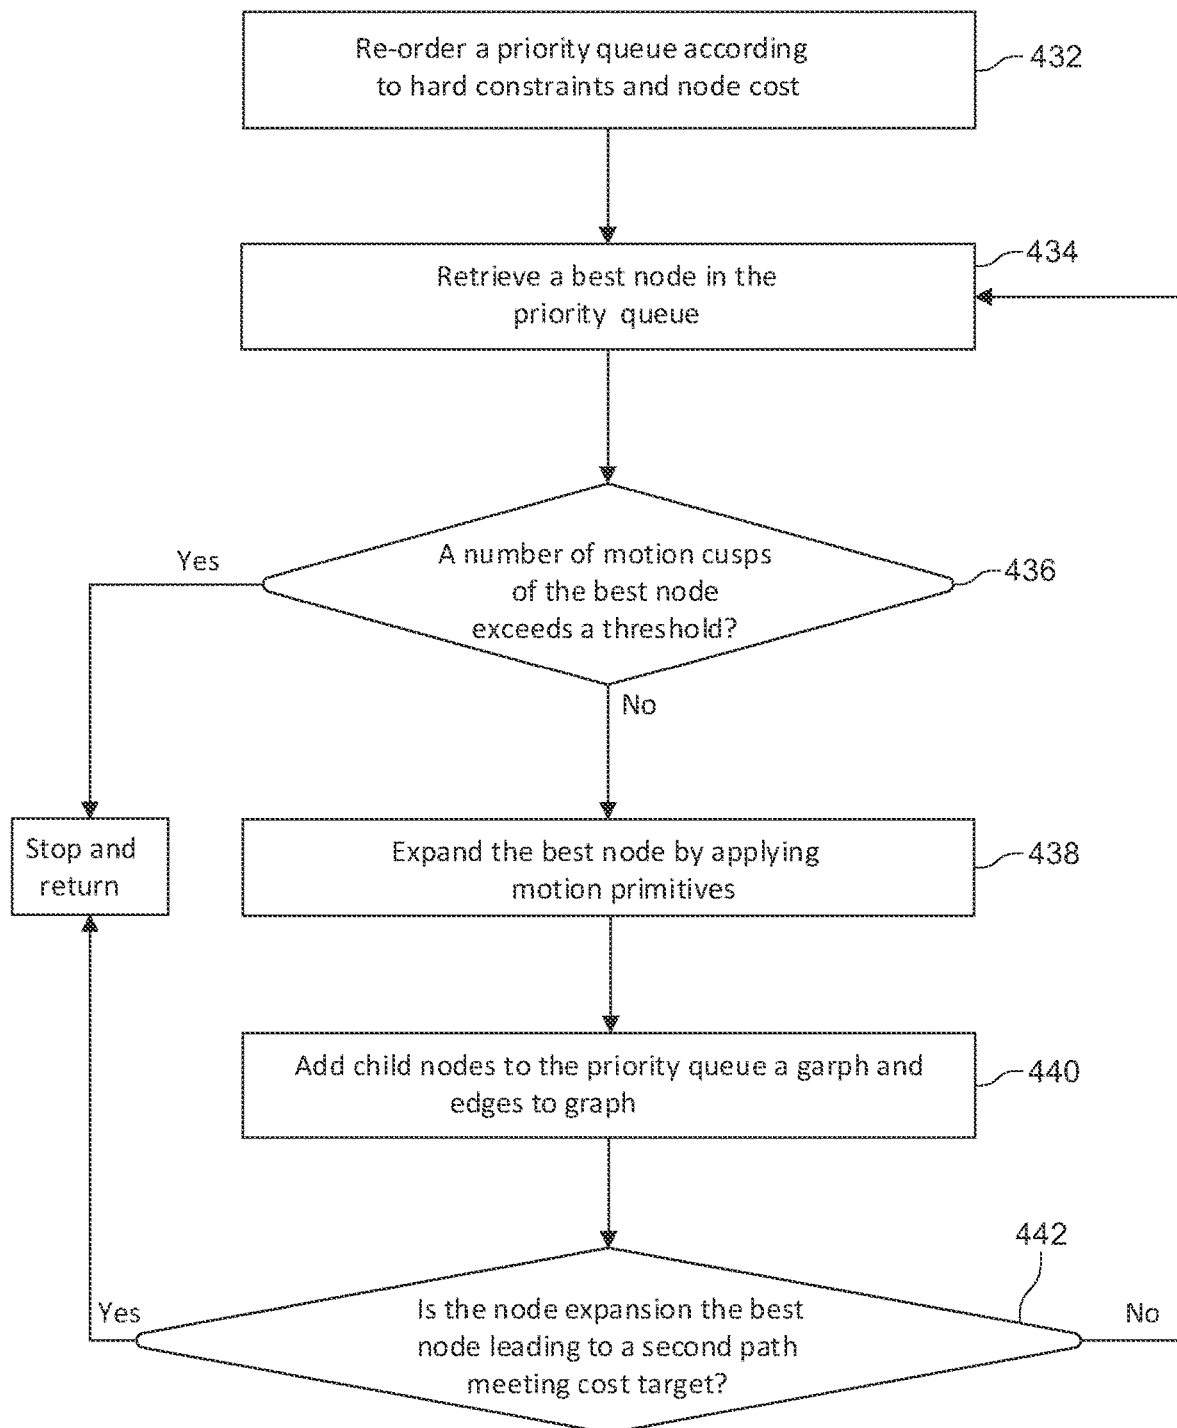 Re-order a priority queue according
to hard constraints and node cost
432
Retrieve a best node in the
priority queue
434
A number of motion cusps
of the best node
exceeds a threshold?
436
Yes
No
Stop and
return
Expand the best node by applying
motion primitives
438
Add child nodes to the priority queue a garph and
edges to graph
440
442
Is the node expansion the best
node leading to a second path
meeting cost target?
Yes
No